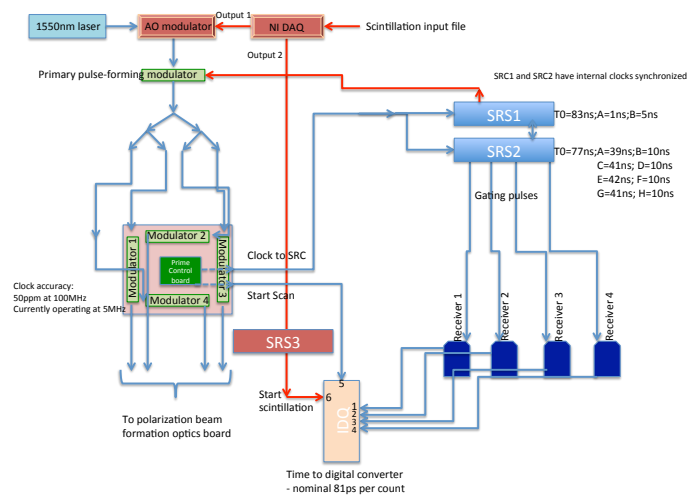 1550nm laser
AO modulator
Output 1
NI DAQ
Scintillation input file
Output 2
Primary pulse-forming modulator
SRC1 and SRC2 have internal clocks synchronized
SRS1
T0=83ns;A=1ns;B=5ns
SRS2
T0=77ns;A=39ns;B=10ns
C=41ns; D=10ns
E=42ns; F=10ns
G=41ns; H=10ns
Gating pulses
Modulator 1
Modulator 2
Modulator 3
Prime
Control
board
Modulator 4
Clock to SRC
Start Scan
Clock accuracy:
50ppm at 100MHz
Currently operating at 5MHz
Receiver 1
Receiver 2
Receiver 3
Receiver 4
SRS3
Start
scintillation
5
6
1
2
3
4
IDQ
To polarization beam
formation optics board
Time to digital converter
- nominal 81ps per count